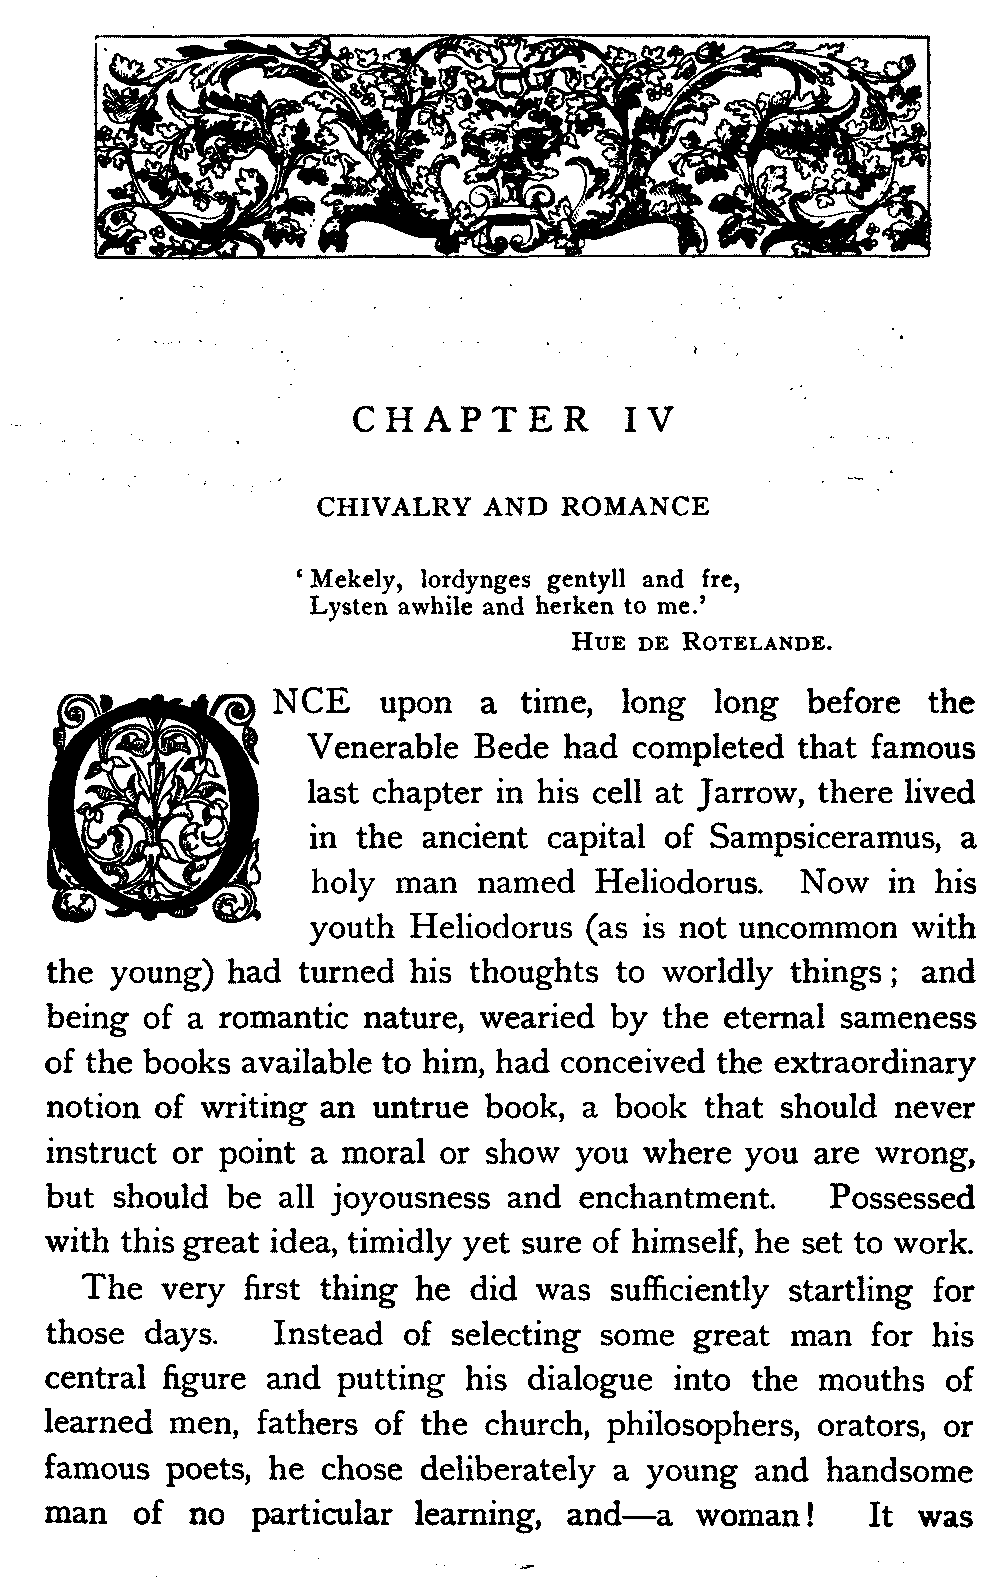 CHAPTER IV
CHIVALRY AND ROMANCE
‘Mekely, lordynges gentyll and fre,
Lysten awhile and herken to me.’
HUE DE ROTELANDE.
ONCE upon a time, long long before the
Venerable Bede had completed that famous
last chapter in his cell at Jarrow, there lived
in the ancient capital of Sampsiceramus, a
holy man named Heliodorus. Now in his
youth Heliodorus (as is not uncommon with
the young) had turned his thoughts to worldly things; and
being of a romantic nature, wearied by the eternal sameness
of the books available to him, had conceived the extraordinary
notion of writing an untrue book, a book that should never
instruct or point a moral or show you where you are wrong,
but should be all joyousness and enchantment. Possessed
with this great idea, timidly yet sure of himself, he set to work.
The very first thing he did was sufficiently startling for
those days. Instead of selecting some great man for his
central figure and putting his dialogue into the mouths of
learned men, fathers of the church, philosophers, orators, or
famous poets, he chose deliberately a young and handsome
man of no particular learning, and—a woman! It was